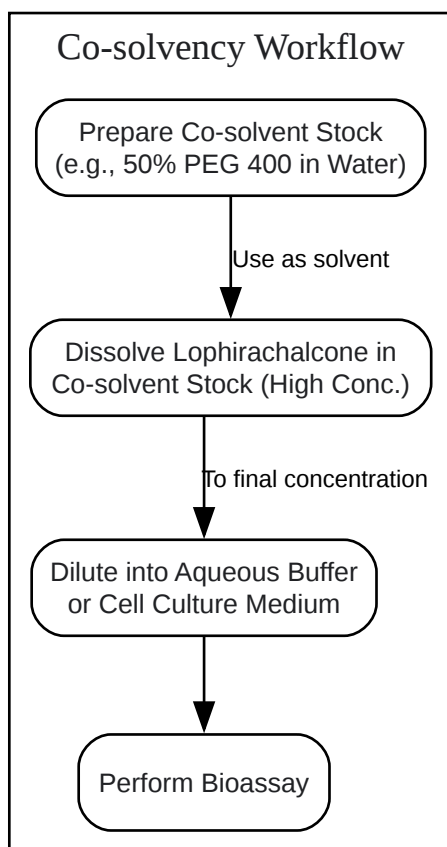 Co-solvency Workflow
Prepare Co-solvent Stock
(e.g., 50% PEG 400 in Water)
Use as solvent
Dissolve Lophirachalcone in
Co-solvent Stock (High Conc.)
To final concentration
Dilute into Aqueous Buffer
or Cell Culture Medium
Perform Bioassay